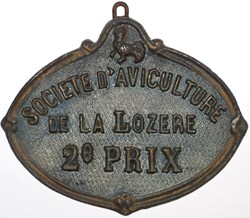 SOCIETE D'AVICULTURE
DE LA LOZERE
2e PRIX